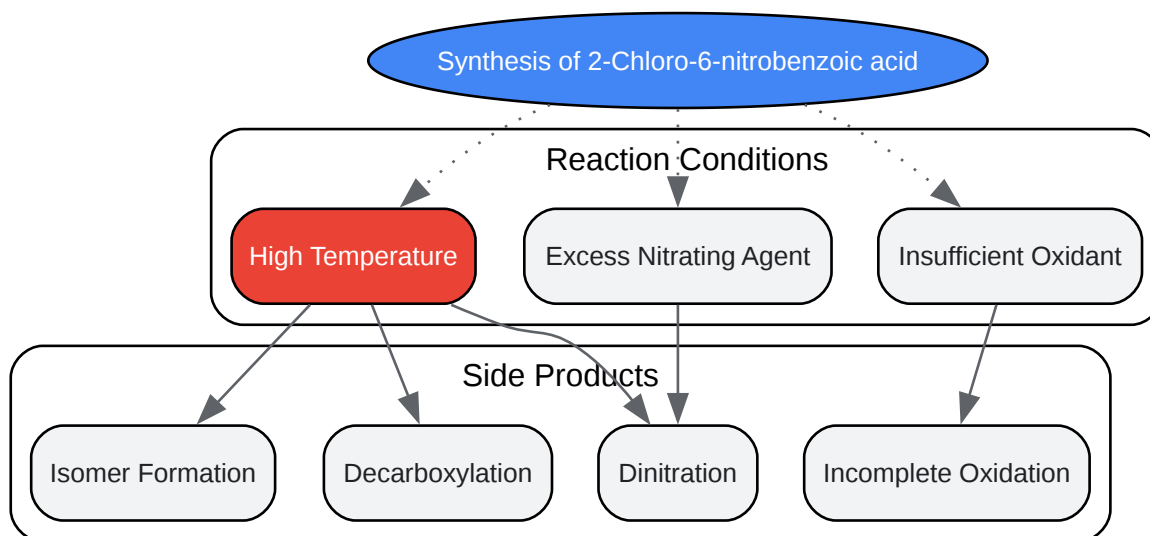 Synthesis of 2-Chloro-6-nitrobenzoic acid
Reaction Conditions
High Temperature
Excess Nitrating Agent
Insufficient Oxidant
Side Products
Isomer Formation
Decarboxylation
Dinitration
Incomplete Oxidation